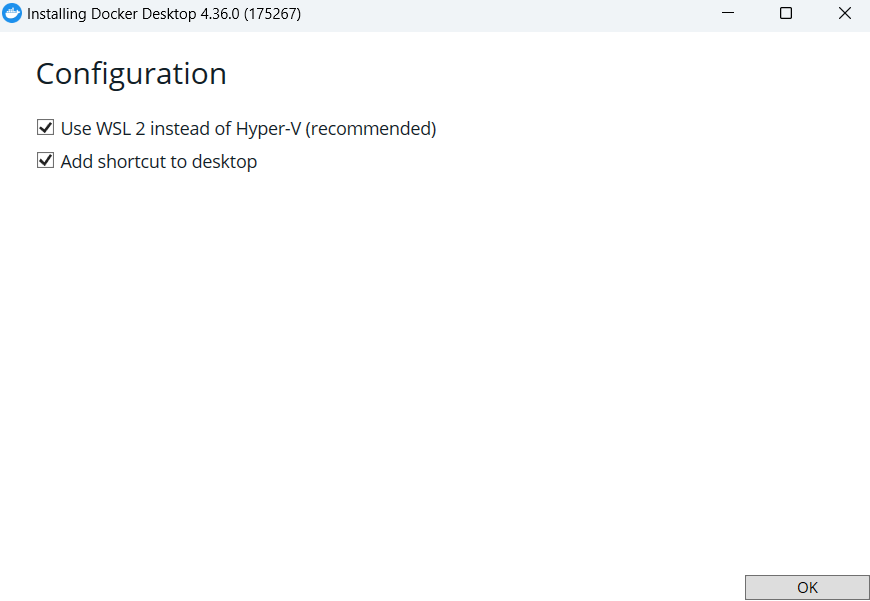 Installing Docker Desktop 4.36.0 (175267)
Configuration
Use WSL 2 instead of Hyper-V (recommended)
Add shortcut to desktop
OK